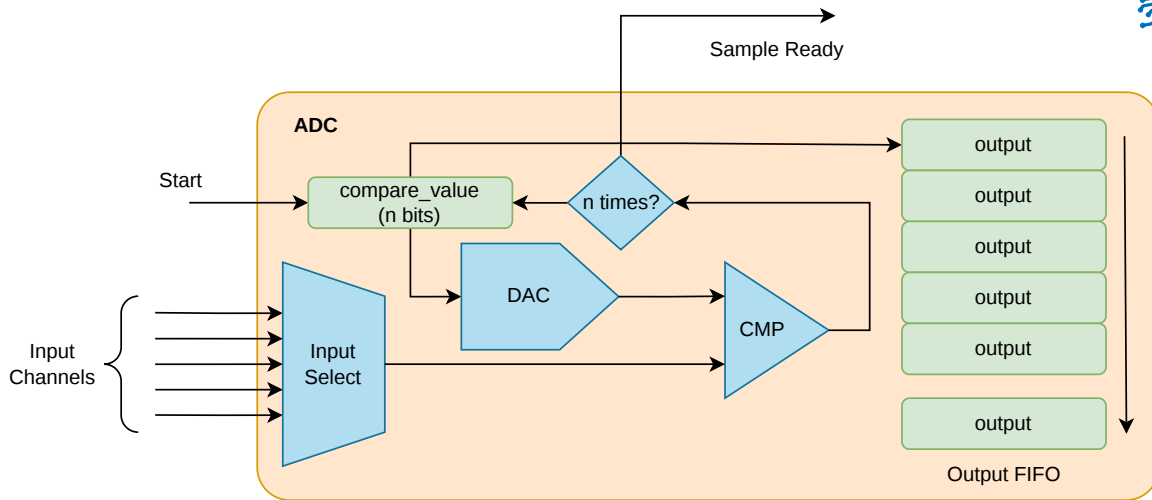 Sample Ready
ADC
output
Start
compare_value
(n bits)
n times?
output
output
DAC
output
CMP
output
Input
Channels
Input
Select
output
Output FIFO